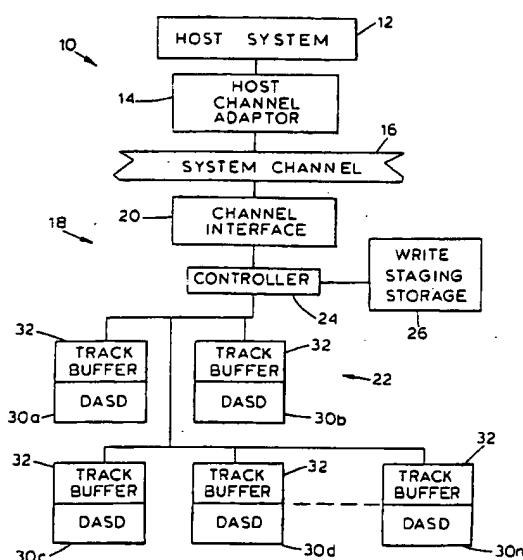 10
HOST SYSTEM
12
14
HOST
CHANNEL
ADAPTOR
16
SYSTEM CHANNEL
18
20
CHANNEL
INTERFACE
CONTROLLER
24
WRITE
STAGING
STORAGE
26
32
TRACK
BUFFER
DASD
30a
32
TRACK
BUFFER
DASD
30b
22
32
TRACK
BUFFER
DASD
30c
32
TRACK
BUFFER
DASD
30d
32
TRACK
BUFFER
DASD
30n